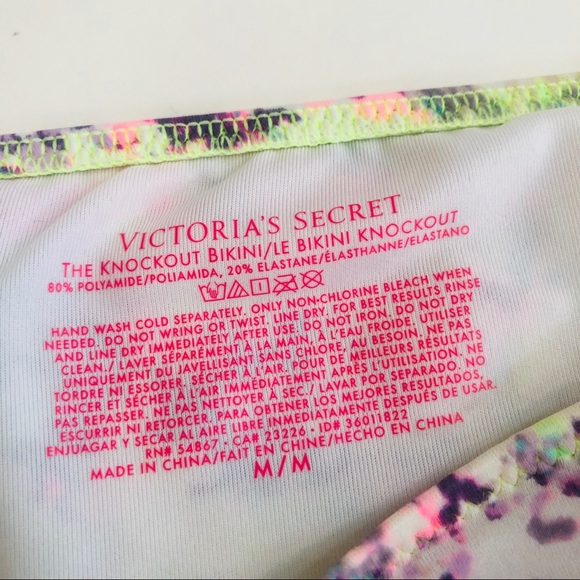 VICTORIA'S SECRET
THE KNOCKOUT BIKINI/LE BIKINI KNOCKOUT
80% POLYAMIDE/POLIAMIDA, 20% ELASTANE/ÉLASTHANNE/ELASTANO
HAND WASH COLD SEPARATELY. ONLY NON-CHLORINE BLEACH WHEN
NEEDED. DO NOT WRING OR TWIST. LINE DRY. FOR BEST RESULTS RINSE
AND LINE DRY IMMEDIATELY AFTER USE. DO NOT IRON. DO NOT DRY
CLEAN./LAVER SÉPARÉMENT À LA MAIN, À L'EAU FROIDE. UTILISER
UNIQUEMENT DU JAVELLISANT SANS CHLORE AU BESOIN. NE PAS
TORDRE NI ESSORER. SÉCHER À L'AIR. POUR DE MEILLEURS RÉSULTATS
RINCER ET SÉCHER À L'AIR IMMÉDIATEMENT APRÈS L'UTILISATION. NE
PAS REPASSER. NE PAS NETTOYER À SEC./LAVAR POR SEPARADO. NO
ESCURRIR NI RETORCER. PARA OBTENER LOS MEJORES RESULTADOS,
ENJUAGAR Y SECAR AL AIRE LIBRE INMEDIATAMENTE DESPUÉS DE USAR.
RN# 54867 · CA# 23226 · ID# 36011822
MADE IN CHINA/FAIT EN CHINE/HECHO EN CHINA
M/M